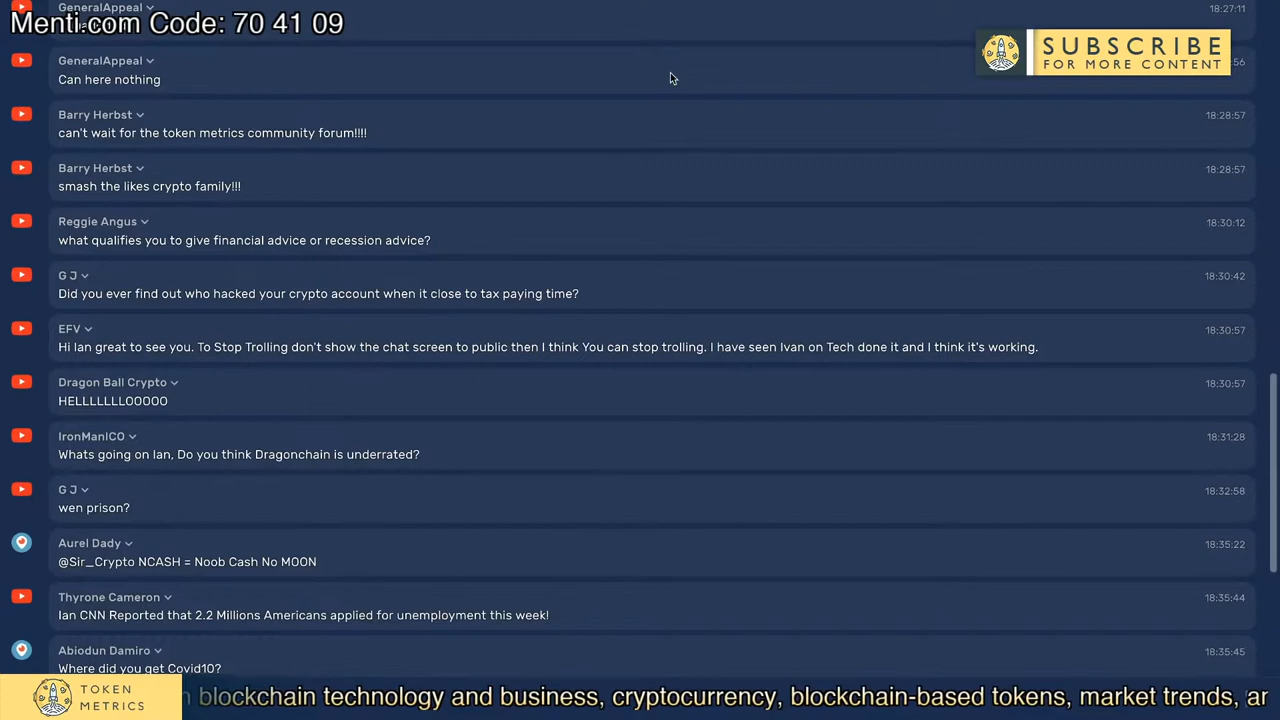 GeneralAppeal
18:27:11
Menti.com Code: 70 41 09
SUBSCRIBE
FOR MORE CONTENT
GeneralAppeal
:56
Can here nothing
Barry Herbst
18:28:57
can't wait for the token metrics community forum!!!!
Barry Herbst
18:28:57
smash the likes crypto family!!!
Reggie Angus
18:30:12
what qualifies you to give financial advice or recession advice?
G J
18:30:42
Did you ever find out who hacked your crypto account when it close to tax paying time?
EFV
18:30:57
Hi Ian great to see you. To Stop Trolling don't show the chat screen to public then I think You can stop trolling. I have seen Ivan on Tech done it and I think it's working.
Dragon Ball Crypto
18:30:57
HELLLLLLLOOOOO
IronManICO
18:31:28
Whats going on Ian, Do you think Dragonchain is underrated?
G J
18:32:58
wen prison?
Aurel Dady
18:35:22
@Sir_Crypto NCASH = Noob Cash No MOON
Thyrone Cameron
18:35:44
Ian CNN Reported that 2.2 Millions Americans applied for unemployment this week!
Abiodun Damiro
18:35:45
Where did you get Covid10?
TOKEN
METRICS
n blockchain technology and business, cryptocurrency, blockchain-based tokens, market trends, an